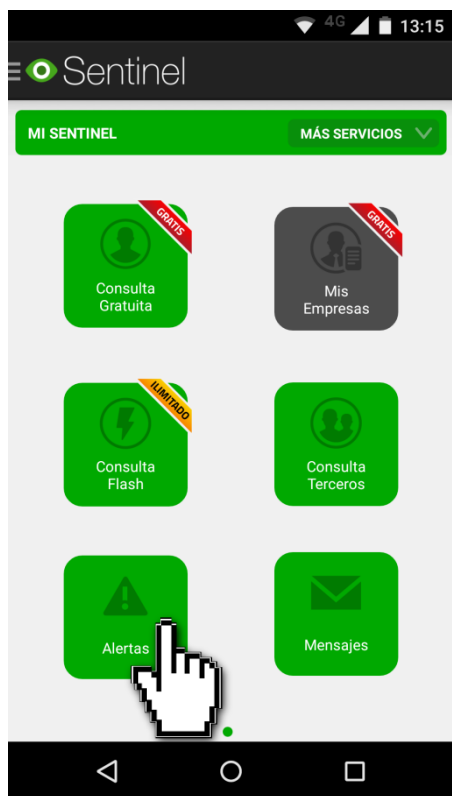 4G 13:15
Sentinel
MI SENTINEL
MÁS SERVICIOS
GRATIS
Consulta
Gratuita
GRATIS
Mis
Empresas
ILIMITADO
Consulta
Flash
Consulta
Terceros
Alertas
Mensajes